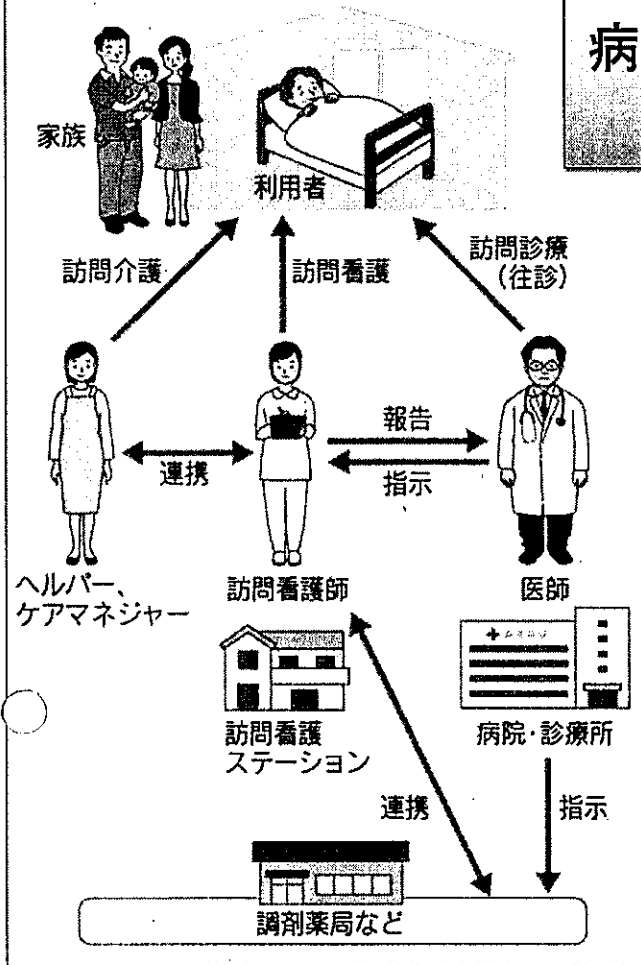 病
家族
利用者
訪問介護
訪問看護
訪問診療
(往診)
連携
報告
指示
ヘルパー、
ケアマネジャー
訪問看護師
医師
訪問看護
ステーション
病院・診療所
連携
指示
調剤薬局など